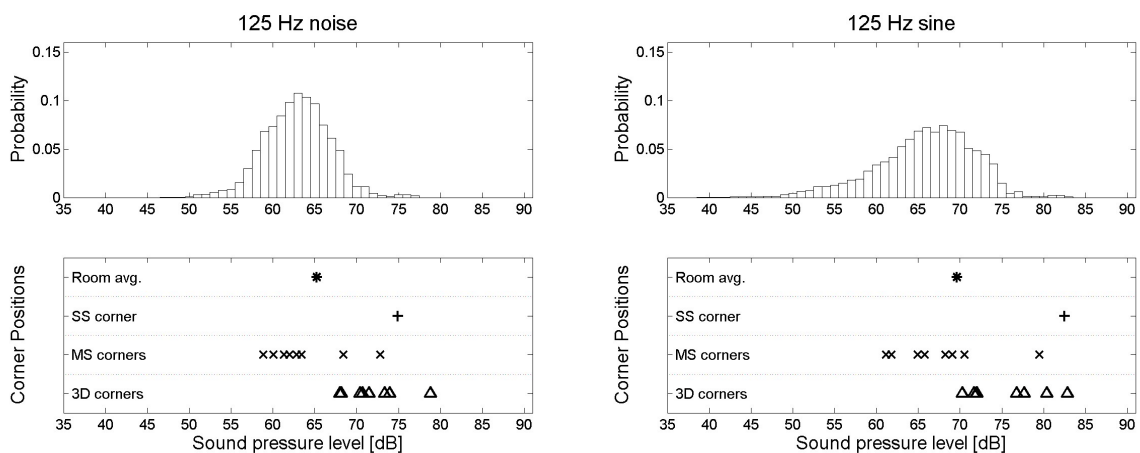 125 Hz noise
Probability
0.15
0.1
0.05
0
35 40 45 50 55 60 65 70 75 80 85 90
Corner Positions
Room avg.
SS corner
MS corners
3D corners
35 40 45 50 55 60 65 70 75 80 85 90
Sound pressure level [dB]
125 Hz sine
Probability
0.15
0.1
0.05
0
35 40 45 50 55 60 65 70 75 80 85 90
Corner Positions
Room avg.
SS corner
MS corners
3D corners
35 40 45 50 55 60 65 70 75 80 85 90
Sound pressure level [dB]